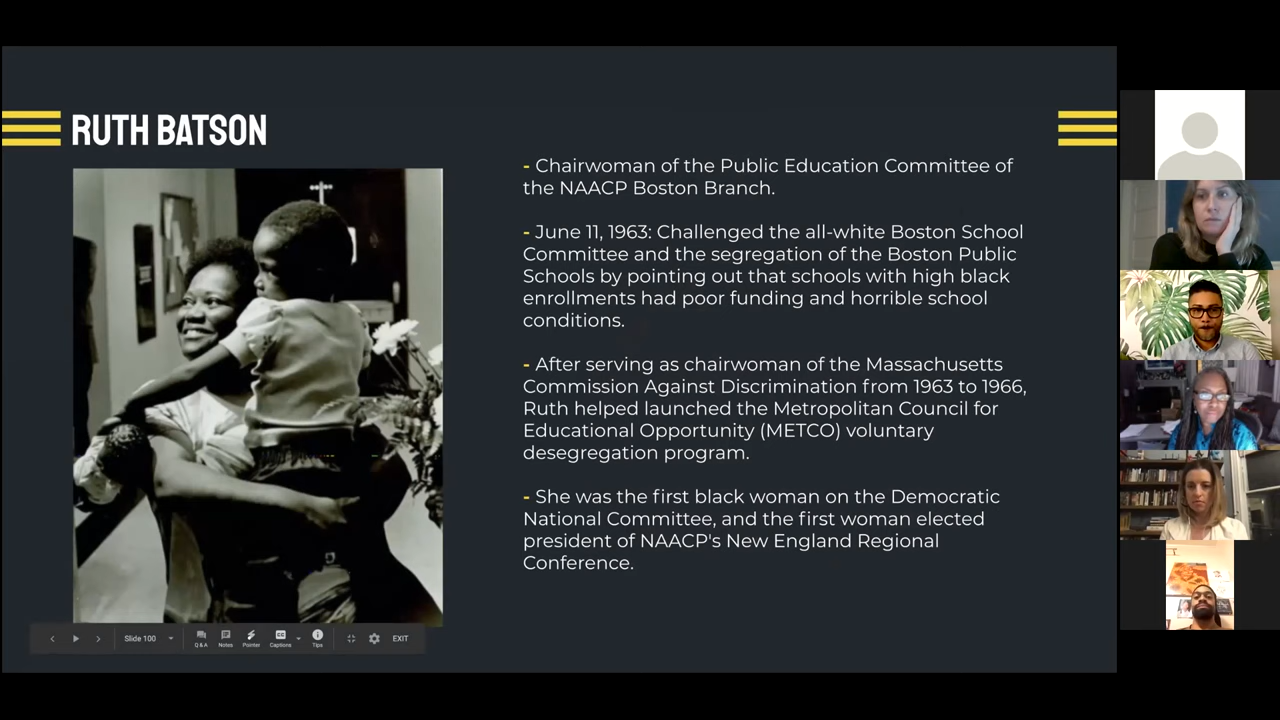 RUTH BATSON
- Chairwoman of the Public Education Committee of
the NAACP Boston Branch.
- June 11, 1963: Challenged the all-white Boston School
Committee and the segregation of the Boston Public
Schools by pointing out that schools with high black
enrollments had poor funding and horrible school
conditions.
- After serving as chairwoman of the Massachusetts
Commission Against Discrimination from 1963 to 1966,
Ruth helped launched the Metropolitan Council for
Educational Opportunity (METCO) voluntary
desegregation program.
- She was the first black woman on the Democratic
National Committee, and the first woman elected
president of NAACP's New England Regional
Conference.
Slide 100
Q & A
Notes
Pointer
CC
Captions
Tips
EXIT